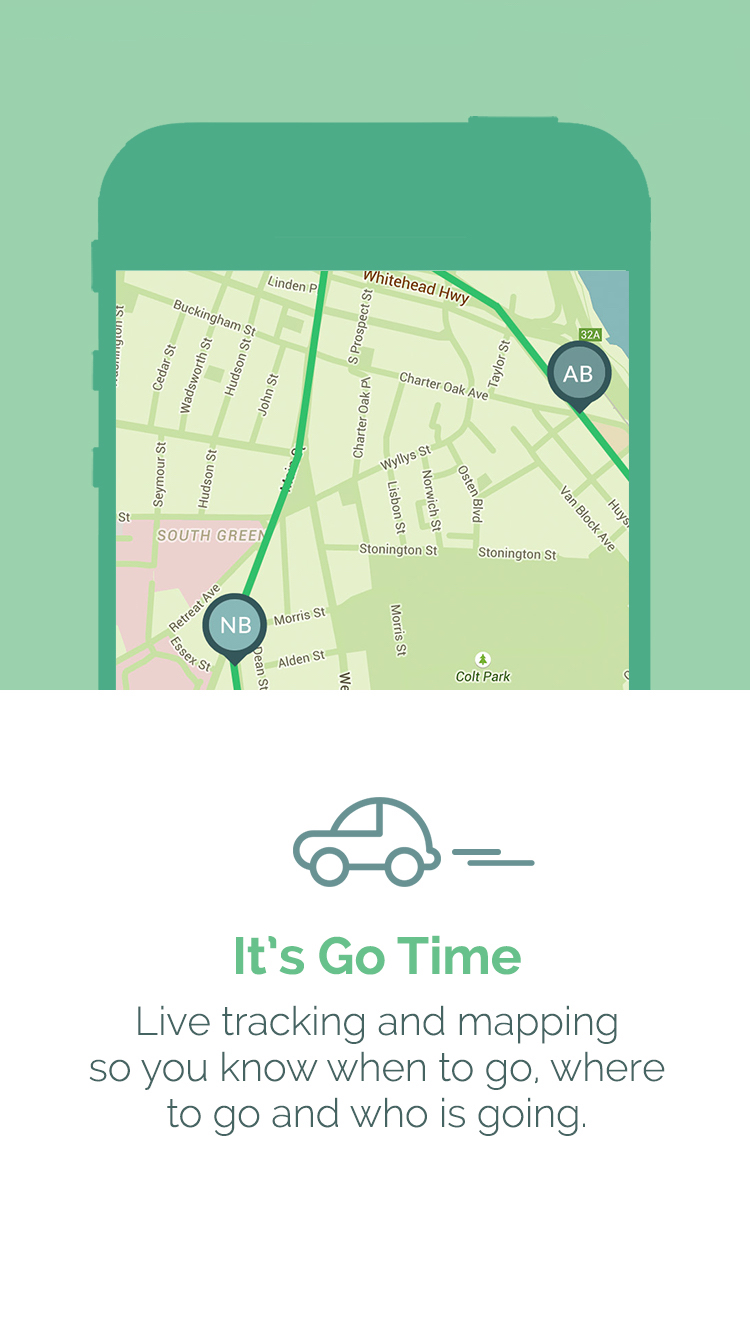 Linden P
Whitehead Hwy
Buckingham St
S Prospect St
32A
Cedar St
Wadsworth St
Hudson St
John St
Taylor St
AB
Charter Oak Ave
Charter Oak Pl
Wyllys St
Seymour St
Hudson St
Lisbon St
Norwich St
Osten Blvd
Van Block Ave
Huys
St
SOUTH GREEN
Stonington St
Stonington St
Retreat Ave
NB
Morris St
Morris St
Essex St
Dean St
Alden St
We
Colt Park
It's Go Time
Live tracking and mapping
so you know when to go, where
to go and who is going.